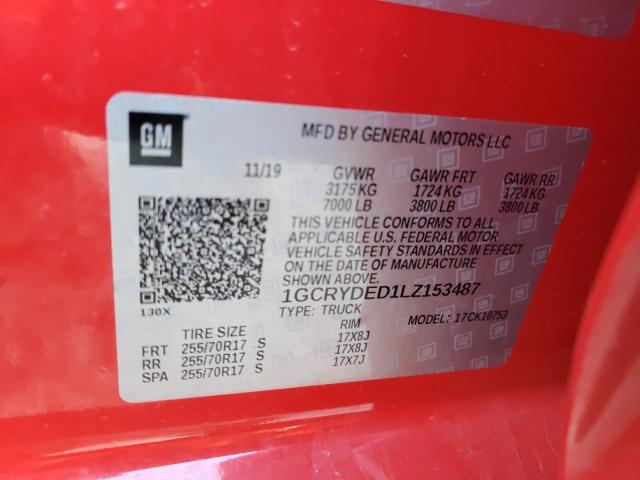 GM
MFD BY GENERAL MOTORS LLC
11/19 GVWR GAWR FRT GAWR RR
3175 KG 1724 KG 1724 KG
7000 LB 3800 LB 3800 LB
THIS VEHICLE CONFORMS TO ALL
APPLICABLE U.S. FEDERAL MOTOR
VEHICLE SAFETY STANDARDS IN EFFECT
ON THE DATE OF MANUFACTURE
SHOWN ABOVE.
1GCRYDED1LZ153487
130X
TYPE: TRUCK MODEL: 17CK10753
TIRE SIZE RIM
FRT 255/70R17 S 17X8J
RR 255/70R17 S 17X8J
SPA 255/70R17 S 17X7J